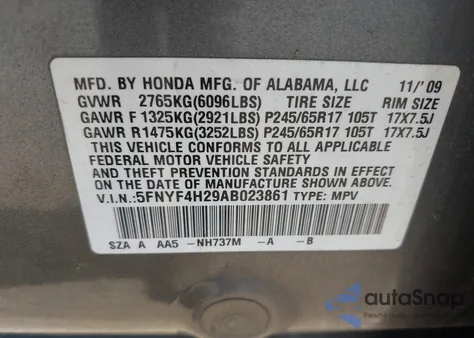 MFD. BY HONDA MFG. OF ALABAMA, LLC 11/'09
GVWR 2765KG(6096LBS) TIRE SIZE RIM SIZE
GAWR F 1325KG(2921LBS) P245/65R17 105T 17X7.5J
GAWR R 1475KG(3252LBS) P245/65R17 105T 17X7.5J
THIS VEHICLE CONFORMS TO ALL APPLICABLE
FEDERAL MOTOR VEHICLE SAFETY
AND THEFT PREVENTION STANDARDS IN EFFECT
ON THE DATE OF MANUFACTURE SHOWN ABOVE.
V.I.N.:5FNYF4H29AB023861 TYPE: MPV
SZA A AA5 -NH737M -A -B
autoSnap